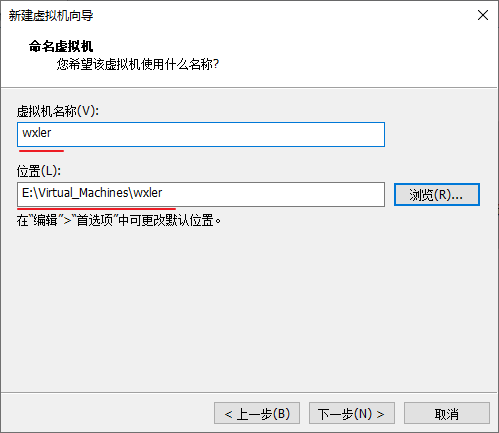 新建虚拟机向导
命名虚拟机
您希望该虚拟机使用什么名称?
虚拟机名称(V):
wxler
位置(L):
E:\Virtual_Machines\wxler
浏览(R)...
在“编辑”>“首选项”中可更改默认位置。
< 上一步(B)
下一步(N) >
取消